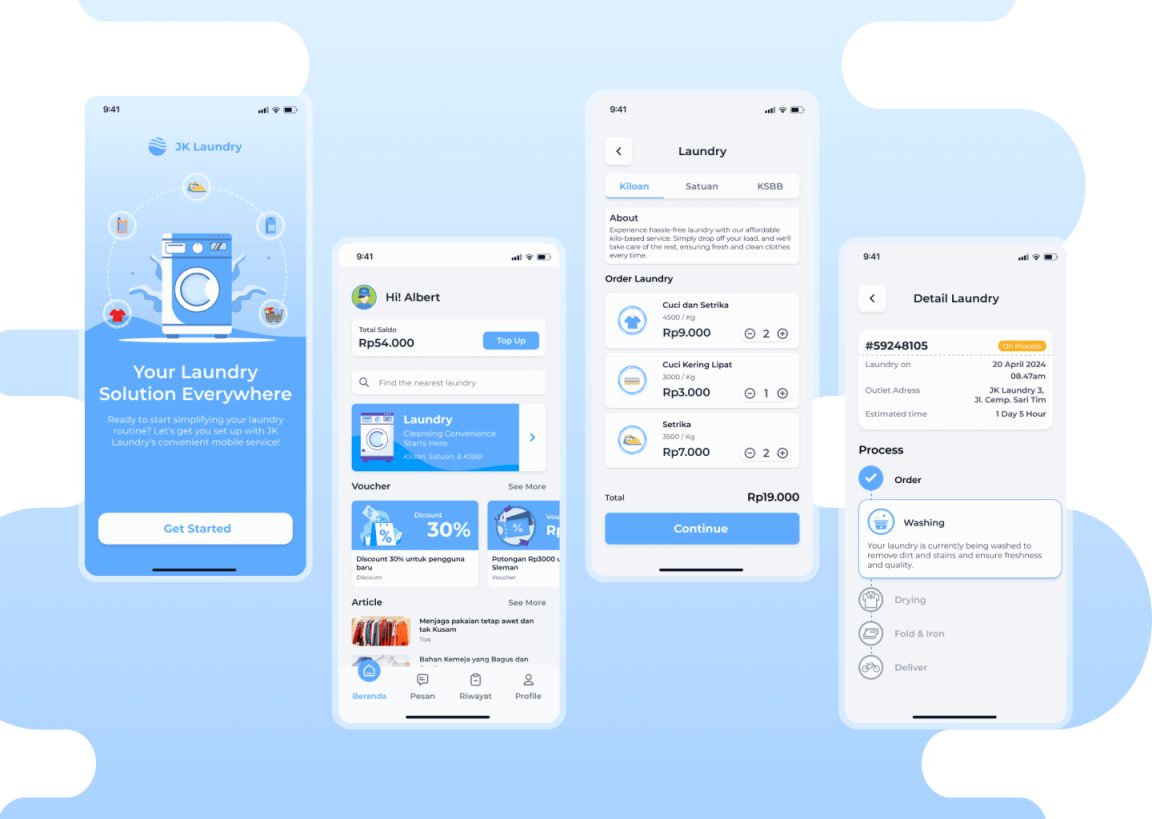 9:41
JK Laundry
Your Laundry
Solution Everywhere
Ready to start simplifying your laundry
routine? Let's get you set up with JK
Laundry's convenient mobile service!
Get Started
9:41
Hi! Albert
Total Saldo
Rp54.000
Top Up
Find the nearest laundry
Laundry
Cleansing Convenience
Starts Here
Kiloan, Satuan, & KSBB
Voucher
See More
Dicount
30%
Discount 30% untuk pengguna
baru
Discount
Vou
Rp
Potongan Rp3000 u
Sleman
Voucher
Article
See More
Menjaga pakaian tetap awet dan
tak Kusam
Tips
Bahan Kemeja yang Bagus dan
Beranda
Pesan
Riwayat
Profile
9:41
Laundry
Kiloan
Satuan
KSBB
About
Experience hassle-free laundry with our affordable
kilo-based service. Simply drop off your load, and we'll
take care of the rest, ensuring fresh and clean clothes
every time.
Order Laundry
Cuci dan Setrika
4500 / Kg
Rp9.000
2
Cuci Kering Lipat
3000 / Kg
Rp3.000
1
Setrika
3500 / Kg
Rp7.000
2
Total
Rp19.000
Continue
9:41
Detail Laundry
#59248105
On Process
Laundry on
20 April 2024
08.47am
Outlet Adress
JK Laundry 3,
Jl. Cemp. Sari Tim
Estimated time
1 Day 5 Hour
Process
Order
Washing
Your laundry is currently being washed to
remove dirt and stains and ensure freshness
and quality.
Drying
Fold & Iron
Deliver